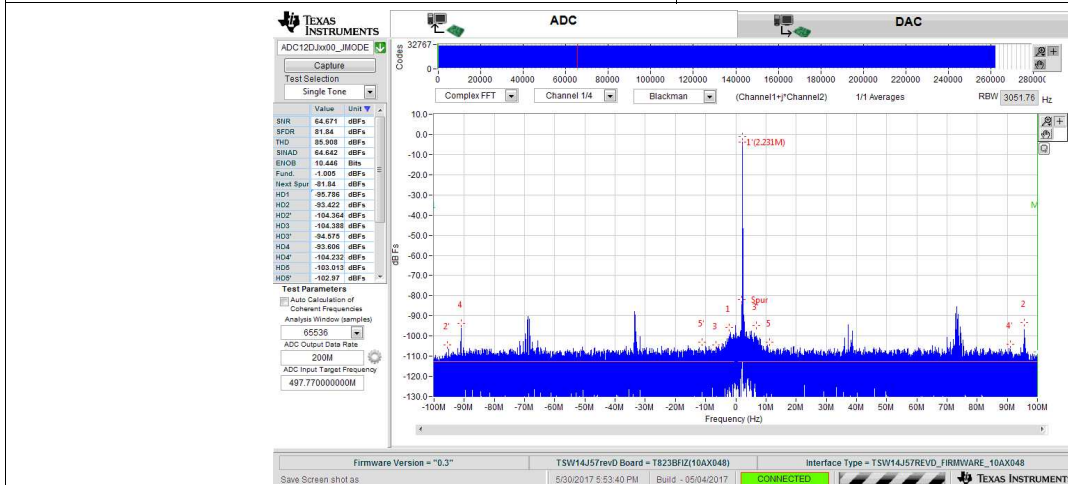 TEXAS INSTRUMENTS
ADC
DAC
ADC12DJxx00_JMODE
Capture
Test Selection
Single Tone
Codes
32767
0
0 20000 40000 60000 80000 100000 120000 140000 160000 180000 200000 220000 240000 260000 28000(
Complex FFT
Channel 1/4
Blackman
(Channel1+j*Channel2)
1/1 Averages
RBW 3051.76 Hz
Value Unit
SNR 64.671 dBFs
SFDR 81.84 dBFs
THD 85.908 dBFs
SINAD 64.642 dBFs
ENOB 10.446 Bits
Fund. -1.005 dBFs
Next Spur -81.84 dBFs
HD1 -95.786 dBFs
HD2 -93.422 dBFs
HD2' -104.364 dBFs
HD3 -104.388 dBFs
HD3' -94.575 dBFs
HD4 -93.606 dBFs
HD4' -104.232 dBFs
HD5 -103.013 dBFs
HD5' -102.97 dBFs
Test Parameters
Auto Calculation of
Coherent Frequencies
Analysis Window (samples)
65536
ADC Output Data Rate
200M
ADC Input Target Frequency
497.770000000M
dBFs
10.0
0.0
-10.0
-20.0
-30.0
-40.0
-50.0
-60.0
-70.0
-80.0
-90.0
-100.0
-110.0
-120.0
-130.0
1'(2.231M)
M
Spur
4
2'
1
3'
5'
3
5
2
4'
-100M -90M -80M -70M -60M -50M -40M -30M -20M -10M 0 10M 20M 30M 40M 50M 60M 70M 80M 90M 100M
Frequency (Hz)
Firmware Version = "0.3"
TSW14J57revD Board = T823BFIZ(10AX048)
Interface Type = TSW14J57REVD_FIRMWARE_10AX048
Save Screen shot as
5/30/2017 5:53:40 PM
Build - 05/04/2017
CONNECTED
TEXAS INSTRUMENT